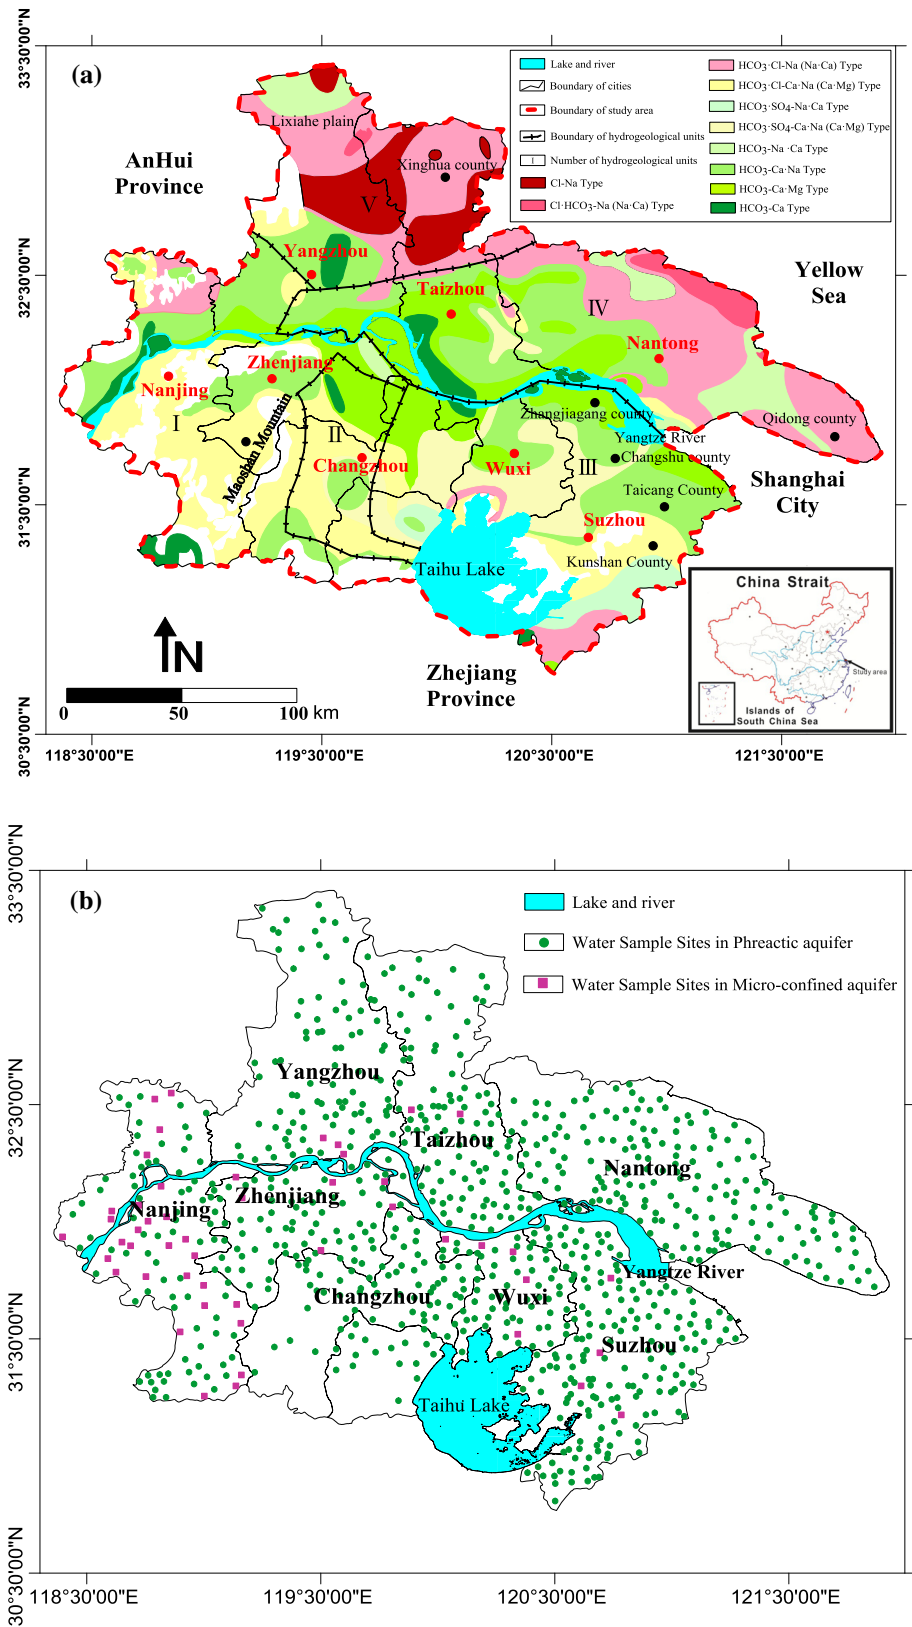 (a)
33°30'00"N
32°30'00"N
31°30'00"N
30°30'00"N
118°30'00"E
119°30'00"E
120°30'00"E
121°30'00"E
Lake and river
Boundary of cities
Boundary of study area
Boundary of hydrogeological units
I Number of hydrogeological units
Cl-Na Type
Cl·HCO3-Na (Na·Ca) Type
HCO3·Cl-Na (Na·Ca) Type
HCO3·Cl-Ca·Na (Ca·Mg) Type
HCO3·SO4-Na·Ca Type
HCO3·SO4-Ca·Na (Ca·Mg) Type
HCO3-Na ·Ca Type
HCO3-Ca·Na Type
HCO3-Ca·Mg Type
HCO3-Ca Type
Lixiahe plain
AnHui
Province
Xinghua county
V
Yangzhou
Taizhou
IV
Yellow
Sea
Nantong
Zhenjiang
Nanjing
I
Maoshan Mountain
II
Changzhou
Wuxi
III
Zhangjiagang county
Yangtze River
Changshu county
Qidong county
Taicang County
Shanghai
City
Suzhou
Kunshan County
Taihu Lake
Zhejiang
Province
N
0
50
100 km
China Strait
Study area
Islands of
South China Sea
(b)
33°30'00"N
32°30'00"N
31°30'00"N
30°30'00"N
118°30'00"E
119°30'00"E
120°30'00"E
121°30'00"E
Lake and river
Water Sample Sites in Phreactic aquifer
Water Sample Sites in Micro-confined aquifer
Yangzhou
Taizhou
Nantong
Zhenjiang
Nanjing
Yangtze River
Changzhou
Wuxi
Suzhou
Taihu Lake